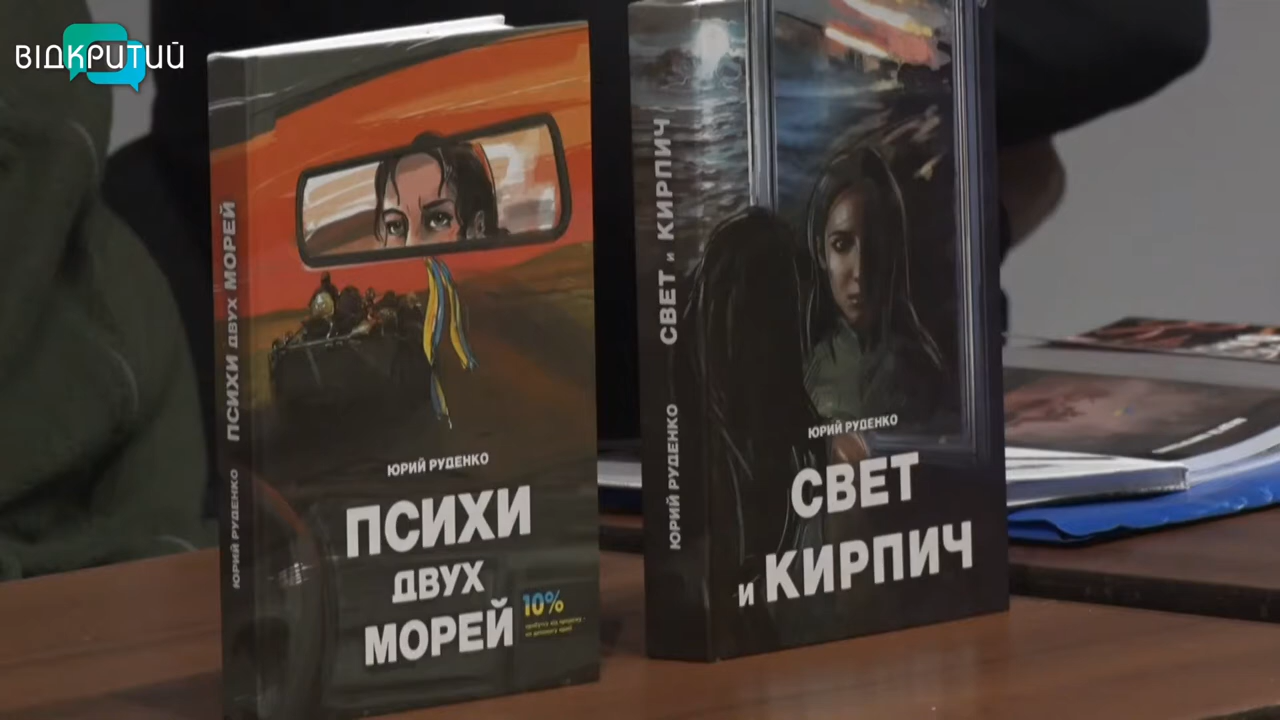 ВІДКРИТИЙ
ЮРИЙ РУДЕНКО ПСИХИ ДВУХ МОРЕЙ
ЮРИЙ РУДЕНКО
ПСИХИ
ДВУХ
МОРЕЙ
10%
ЮРИЙ РУДЕНКО СВЕТ и КИРПИЧ
ЮРИЙ РУДЕНКО
СВЕТ
и КИРПИЧ